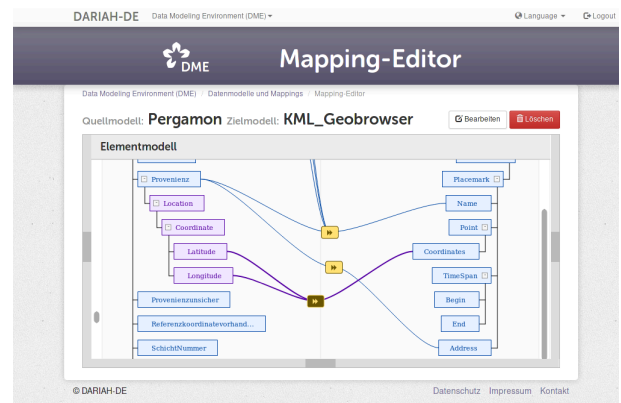 DARIAH-DE Data Modeling Environment (DME) Language Logout
DME Mapping-Editor
Data Modeling Environment (DME) / Datenmodelle und Mappings / Mapping-Editor
Quellmodell: Pergamon Zielmodell: KML_Geobrowser Bearbeiten Löschen
Elementmodell
Provenienz Placemark
Location Name
Coordinate Point
Latitude Coordinates
Longitude TimeSpan
Provenienzunsicher Begin
Referenzkoordinatevorhand... End
SchichtNummer Address
© DARIAH-DE Datenschutz Impressum Kontakt